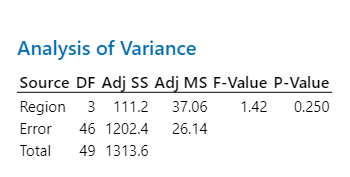 Analysis of Variance
Source DF Adj SS Adj MS F-Value P-Value
Region 3 111.2 37.06 1.42 0.250
Error 46 1202.4 26.14
Total 49 1313.6